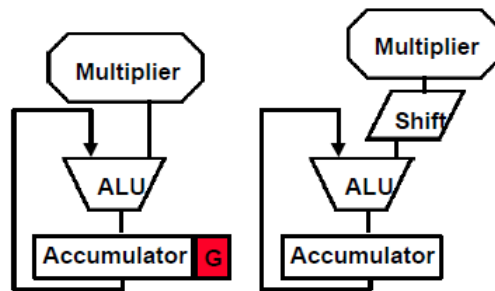 Multiplier
ALU
Accumulator G
Multiplier
Shift
ALU
Accumulator